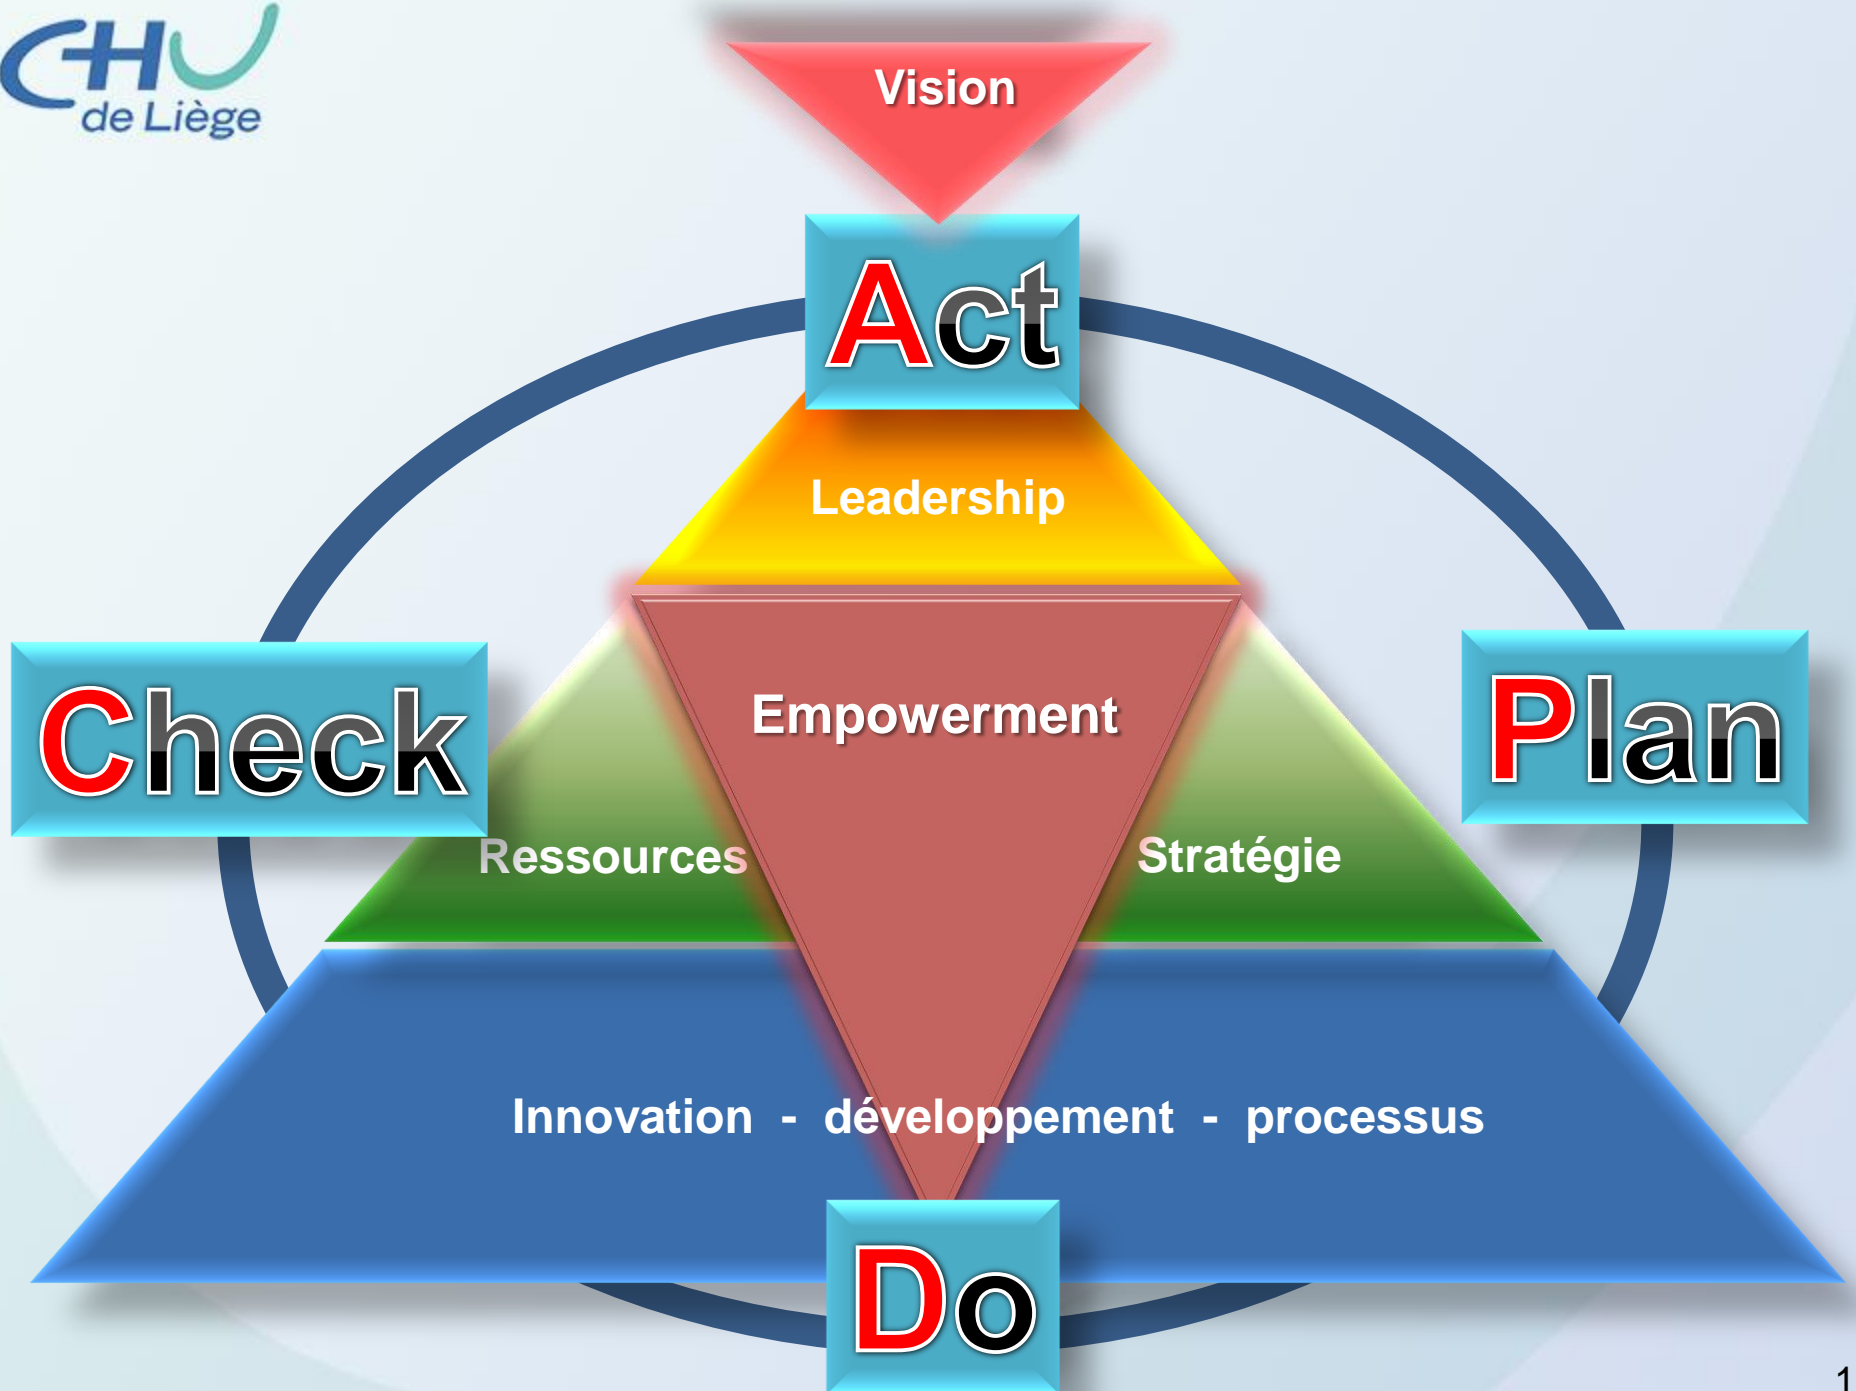 CHU
de Liège
Vision
Act
Leadership
Check
Plan
Empowerment
Ressources
Stratégie
Innovation - développement - processus
Do
1